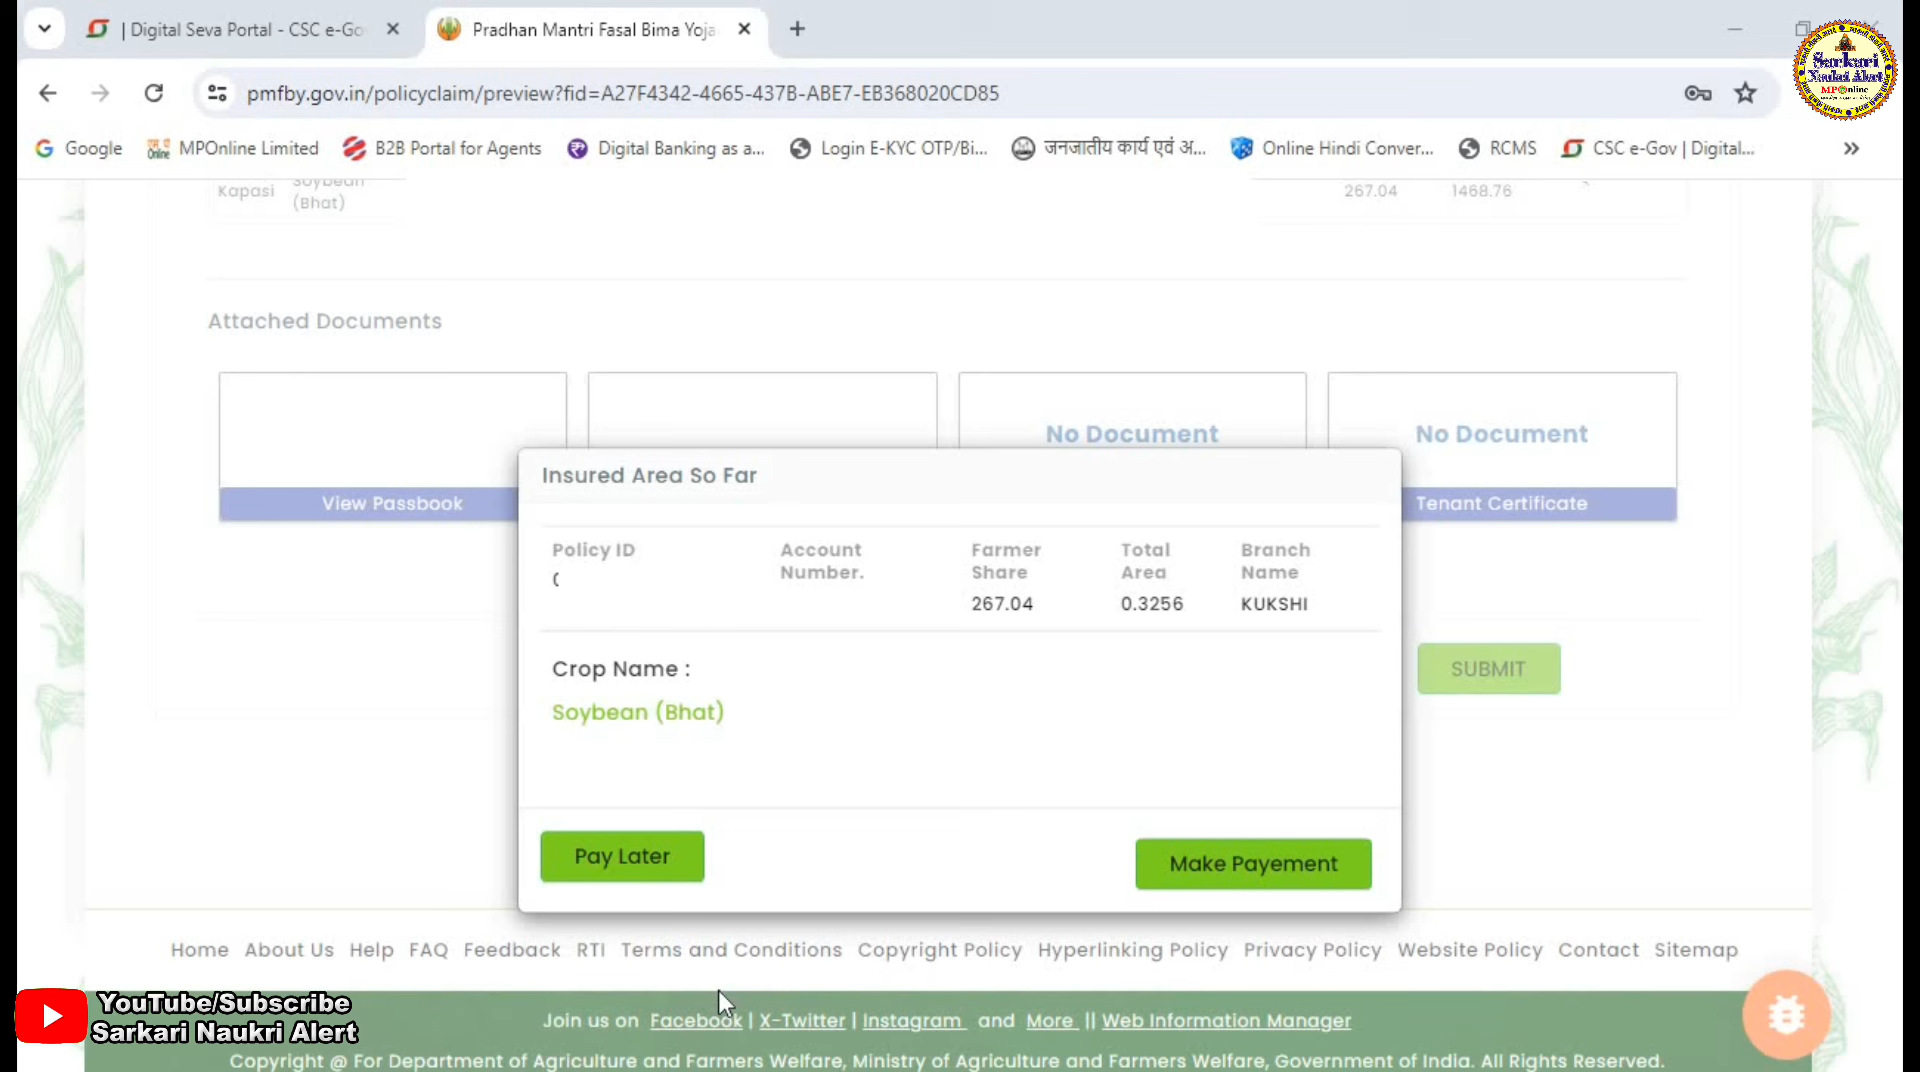 | Digital Seva Portal - CSC e-Go
Pradhan Mantri Fasal Bima Yoja
pmfby.gov.in/policyclaim/preview?fid=A27F4342-4665-437B-ABE7-EB368020CD85
Sarkari
Naukri Alert
MPOnline
Google
MPOnline Limited
B2B Portal for Agents
Digital Banking as a...
Login E-KYC OTP/Bi...
जनजातीय कार्य एवं अ...
Online Hindi Conver...
RCMS
CSC e-Gov | Digital...
Kapasi
Soybean
(Bhat)
267.04
1468.76
Attached Documents
No Document
No Document
View Passbook
Tenant Certificate
Insured Area So Far
Policy ID
Account Number.
Farmer Share
Total Area
Branch Name
267.04
0.3256
KUKSHI
Crop Name :
Soybean (Bhat)
SUBMIT
Pay Later
Make Payement
Home About Us Help FAQ Feedback RTI Terms and Conditions Copyright Policy Hyperlinking Policy Privacy Policy Website Policy Contact Sitemap
YouTube/Subscribe
Sarkari Naukri Alert
Join us on Facebook | X-Twitter | Instagram and More || Web Information Manager
Copyright @ For Department of Agriculture and Farmers Welfare, Ministry of Agriculture and Farmers Welfare, Government of India. All Rights Reserved.